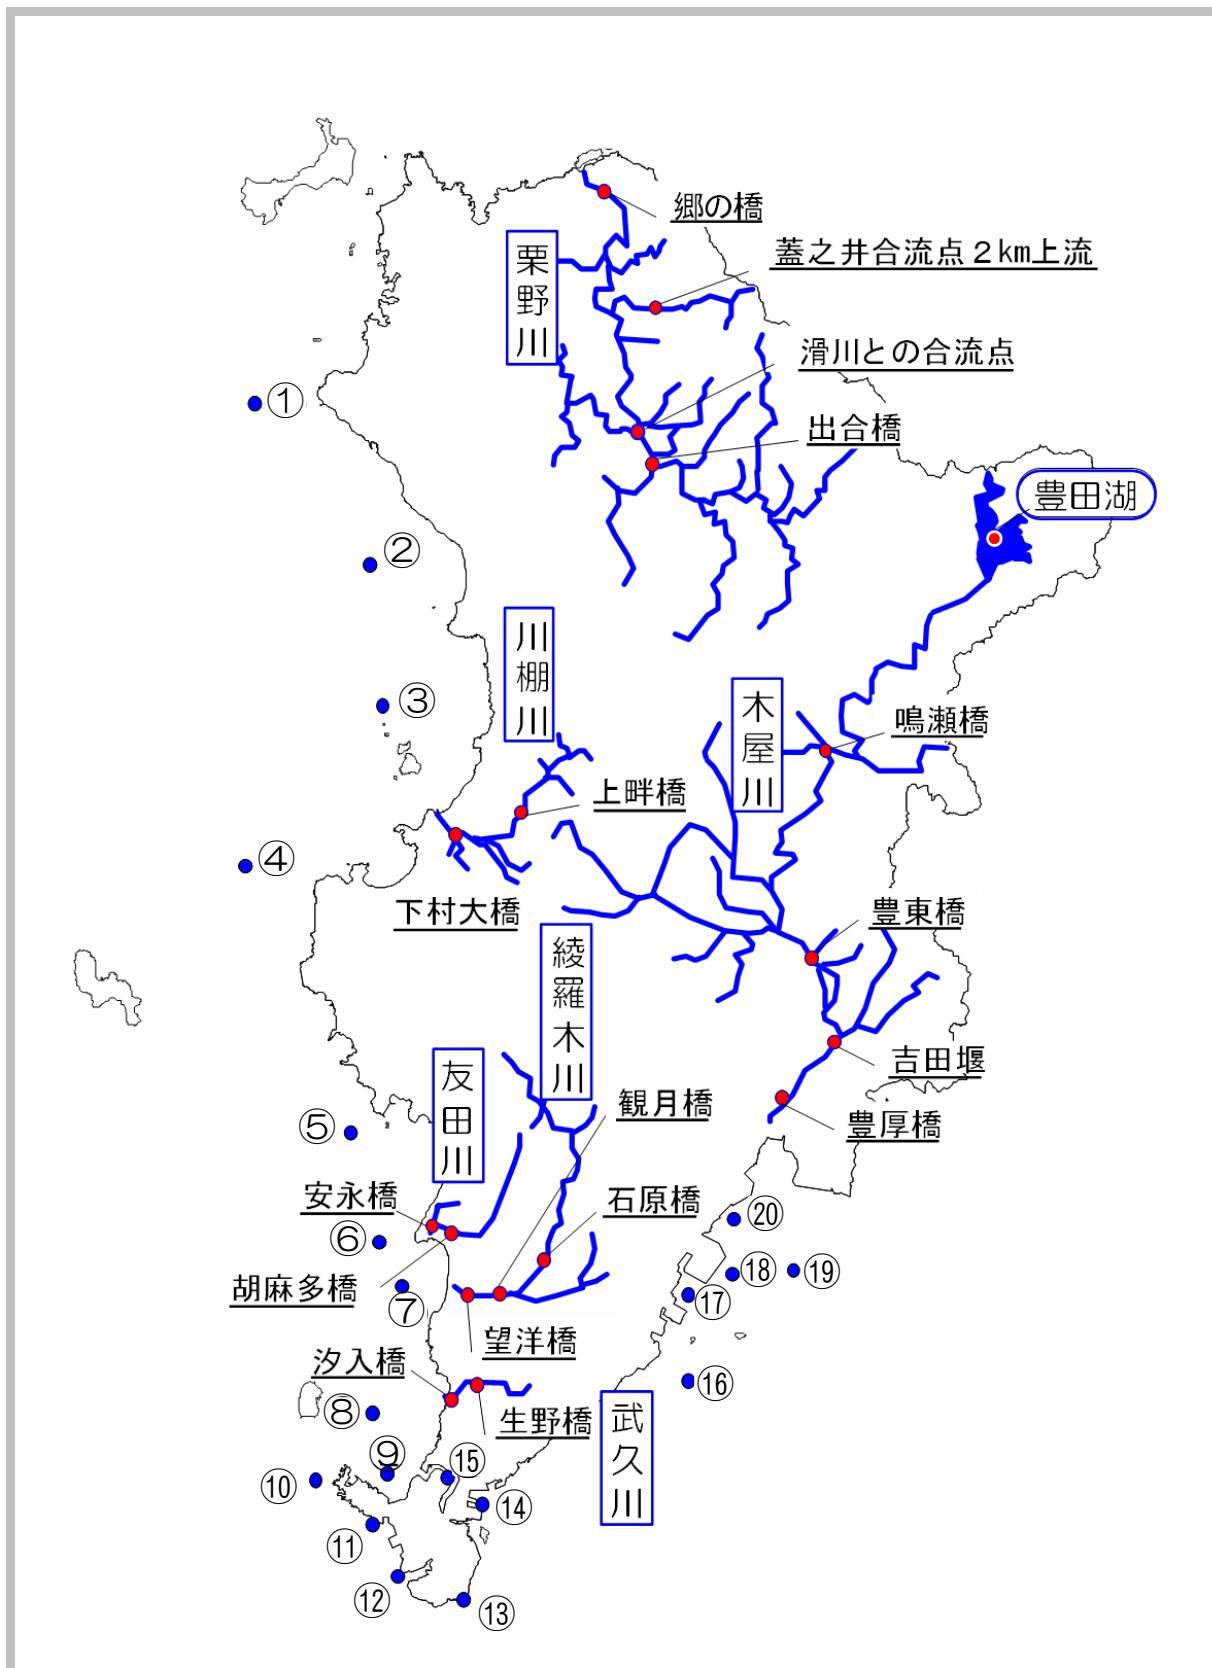 郷の橋
蓋之井合流点２km上流
栗野川
滑川との合流点
①
出合橋
豊田湖
②
川棚川
③
木屋川
鳴瀬橋
上畔橋
④
下村大橋
豊東橋
綾羅木川
友田川
吉田堰
観月橋
豊厚橋
⑤
安永橋
石原橋
⑥
⑳
胡麻多橋
⑦
⑱
⑲
⑰
望洋橋
汐入橋
⑯
⑧
生野橋
武久川
⑨
⑩
⑮
⑭
⑪
⑫
⑬